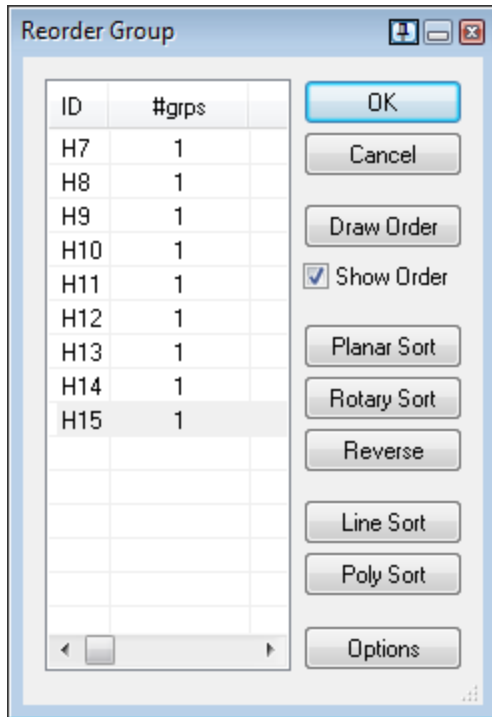 Reorder Group
ID #grps
H7 1
H8 1
H9 1
H10 1
H11 1
H12 1
H13 1
H14 1
H15 1
OK
Cancel
Draw Order
Show Order
Planar Sort
Rotary Sort
Reverse
Line Sort
Poly Sort
Options